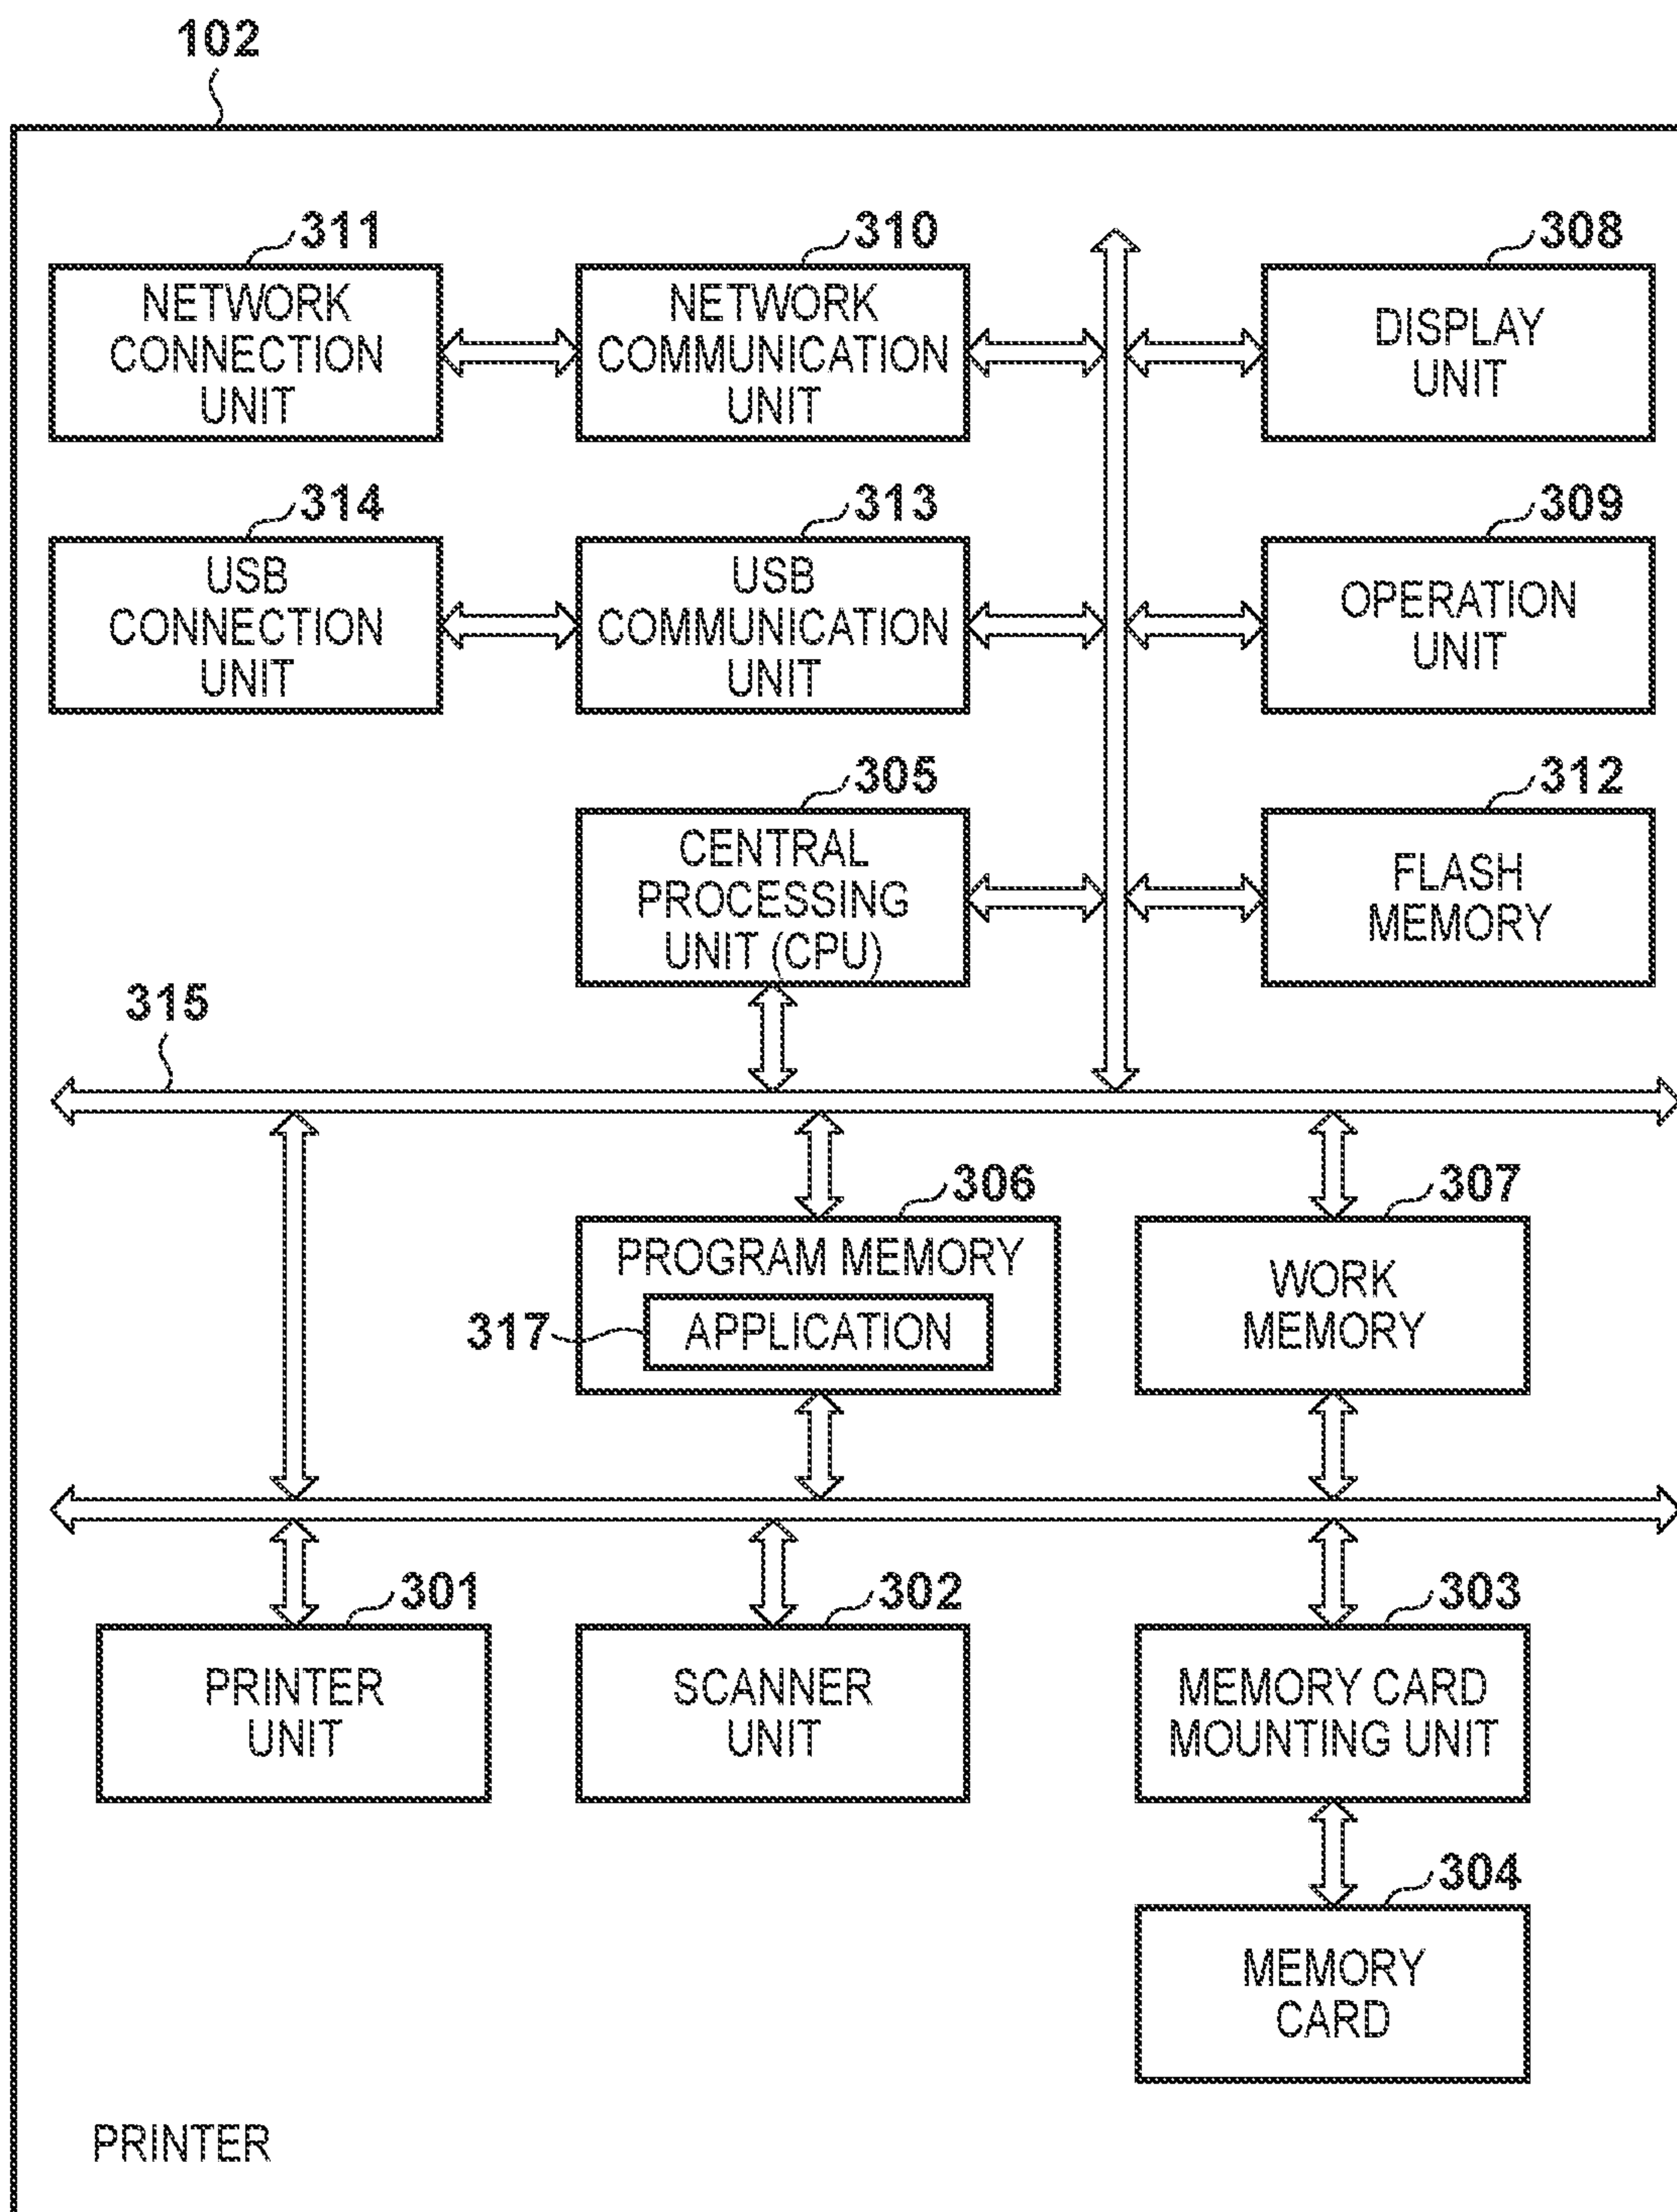 102
311
310
308
NETWORK
CONNECTION
UNIT
NETWORK
COMMUNICATION
UNIT
DISPLAY
UNIT
314
313
309
USB
CONNECTION
UNIT
USB
COMMUNICATION
UNIT
OPERATION
UNIT
305
312
CENTRAL
PROCESSING
UNIT (CPU)
FLASH
MEMORY
315
306
307
PROGRAM MEMORY
317
APPLICATION
WORK
MEMORY
301
302
303
PRINTER
UNIT
SCANNER
UNIT
MEMORY CARD
MOUNTING UNIT
304
MEMORY
CARD
PRINTER